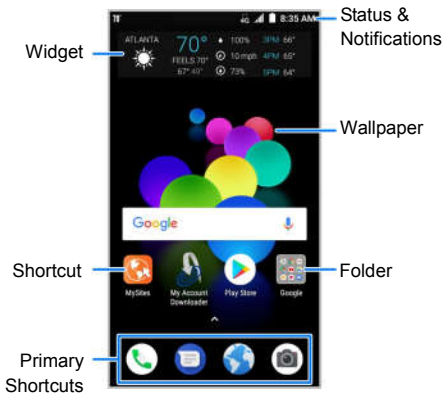 Status &
Notifications
4G 8:35 AM
Widget
ATLANTA
70°
FEELS 70°
67° 49°
100%
10 mph
73%
3PM 66°
4PM 65°
5PM 64°
Wallpaper
Google
Shortcut
MySites
My Account
Downloader
Play Store
Google
Folder
Primary
Shortcuts